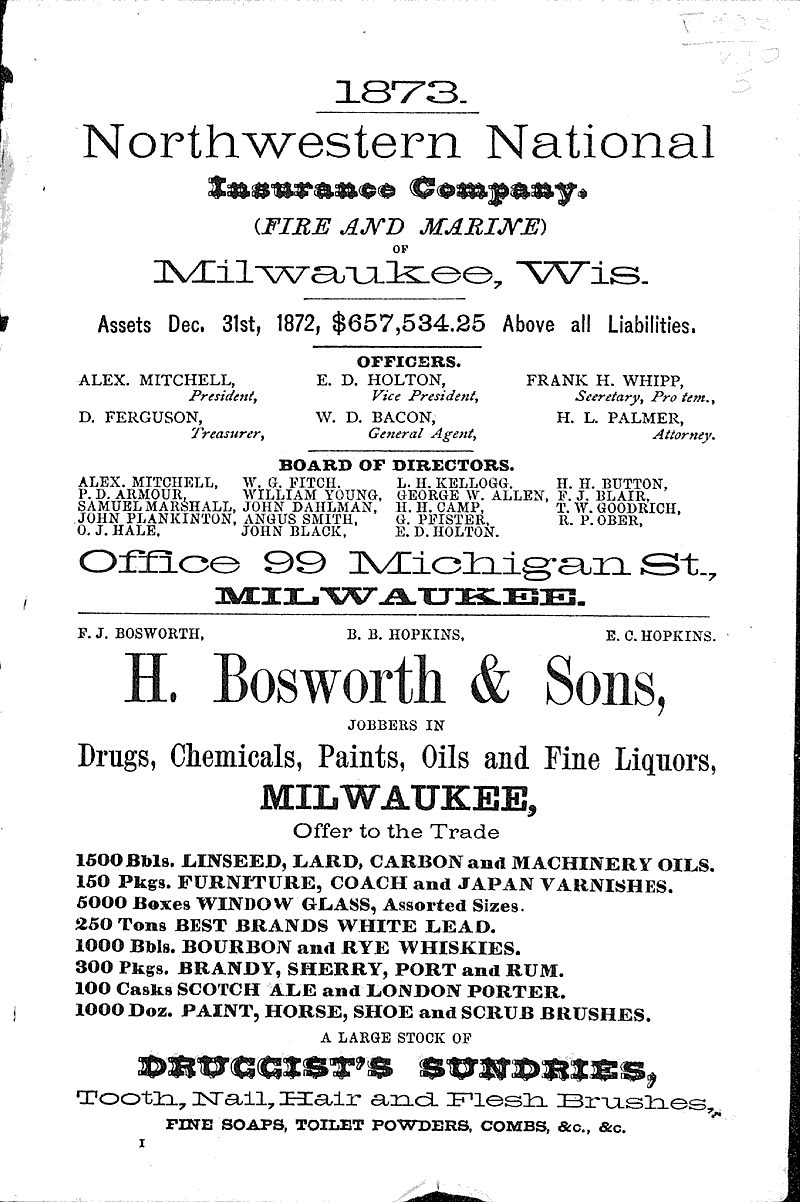 1873.
Northwestern National
Insurance Company.
(FIRE AND MARINE)
OF
Milwaukee, Wis.
Assets Dec. 31st, 1872, $657,534.25 Above all Liabilities.
OFFICERS.
ALEX. MITCHELL, E. D. HOLTON, FRANK H. WHIPP,
President, Vice President, Secretary, Pro tem.,
D. FERGUSON, W. D. BACON, H. L. PALMER,
Treasurer, General Agent, Attorney.
BOARD OF DIRECTORS.
ALEX. MITCHELL, W. G. FITCH. L. H. KELLOGG, H. H. BUTTON,
P. D. ARMOUR, WILLIAM YOUNG, GEORGE W. ALLEN, F. J. BLAIR,
SAMUEL MARSHALL, JOHN DAHLMAN, H. H. CAMP, T. W. GOODRICH,
JOHN PLANKINTON, ANGUS SMITH, G. PFISTER, R. P. OBER,
O. J. HALE, JOHN BLACK, E. D. HOLTON.
Office 99 Michigan St.,
MILWAUKEE.
F. J. BOSWORTH, B. B. HOPKINS, E. C. HOPKINS.
H. Bosworth & Sons,
JOBBERS IN
Drugs, Chemicals, Paints, Oils and Fine Liquors,
MILWAUKEE,
Offer to the Trade
1500 Bbls. LINSEED, LARD, CARBON and MACHINERY OILS.
150 Pkgs. FURNITURE, COACH and JAPAN VARNISHES.
5000 Boxes WINDOW GLASS, Assorted Sizes.
250 Tons BEST BRANDS WHITE LEAD.
1000 Bbls. BOURBON and RYE WHISKIES.
300 Pkgs. BRANDY, SHERRY, PORT and RUM.
100 Casks SCOTCH ALE and LONDON PORTER.
1000 Doz. PAINT, HORSE, SHOE and SCRUB BRUSHES.
A LARGE STOCK OF
DRUGGIST'S SUNDRIES,
Tooth, Nail, Hair and Flesh Brushes,
FINE SOAPS, TOILET POWDERS, COMBS, &c., &c.
I